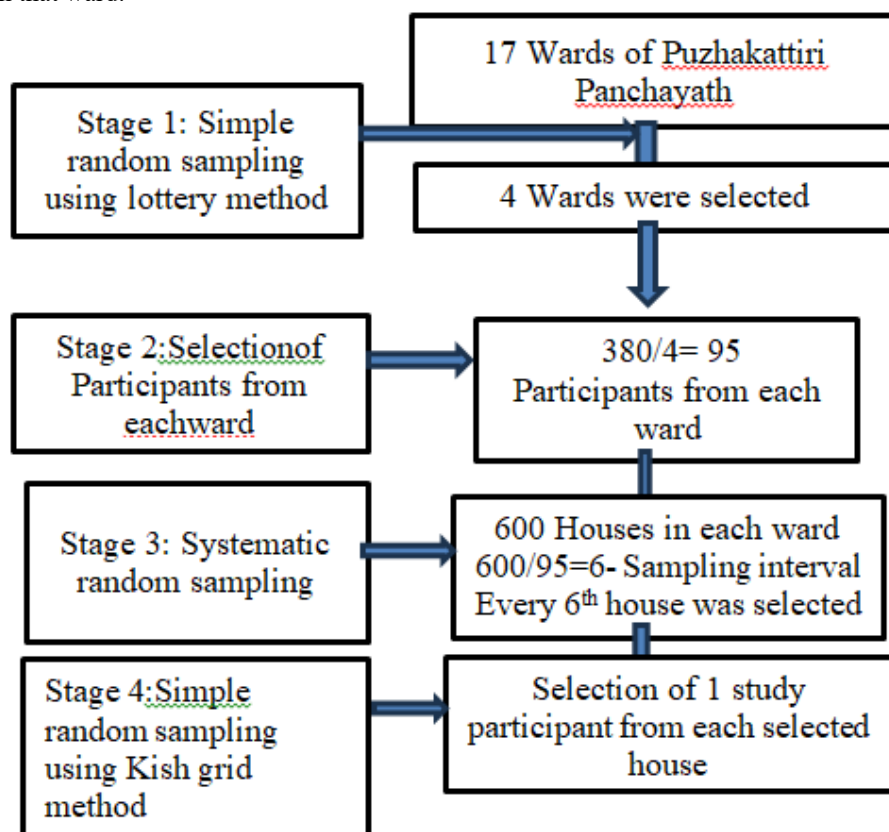 17 Wards of Puzhakattiri
Panchayath
Stage 1: Simple
random sampling
using lottery method
4 Wards were selected
Stage 2:Selectionof
Participants from
eachward
380/4= 95
Participants from each
ward
Stage 3: Systematic
random sampling
600 Houses in each ward
600/95=6- Sampling interval
Every 6th house was selected
Stage 4:Simple
random sampling
using Kish grid
method
Selection of 1 study
participant from each selected
house